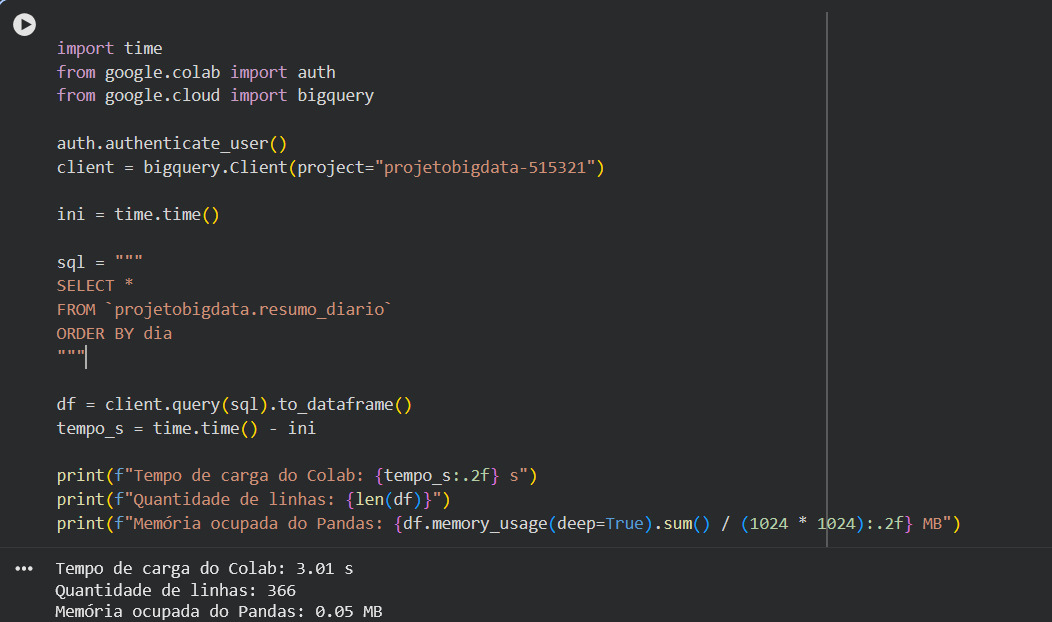 import time
from google.colab import auth
from google.cloud import bigquery
auth.authenticate_user()
client = bigquery.Client(project="projetobigdata-515321")
ini = time.time()
sql = """
SELECT *
FROM `projetobigdata.resumo_diario`
ORDER BY dia
"""
df = client.query(sql).to_dataframe()
tempo_s = time.time() - ini
print(f"Tempo de carga do Colab: {tempo_s:.2f} s")
print(f"Quantidade de linhas: {len(df)}")
print(f"Memória ocupada do Pandas: {df.memory_usage(deep=True).sum() / (1024 * 1024):.2f} MB")
Tempo de carga do Colab: 3.01 s
Quantidade de linhas: 366
Memória ocupada do Pandas: 0.05 MB